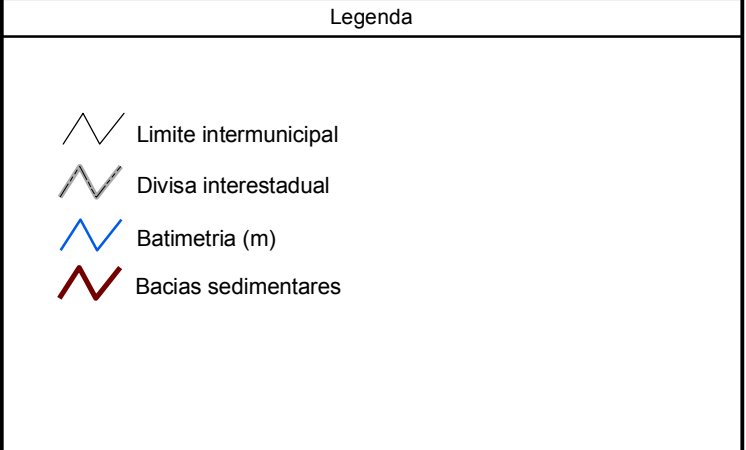 Legenda
Limite intermunicipal
Divisa interestadual
Batimetria (m)
Bacias sedimentares